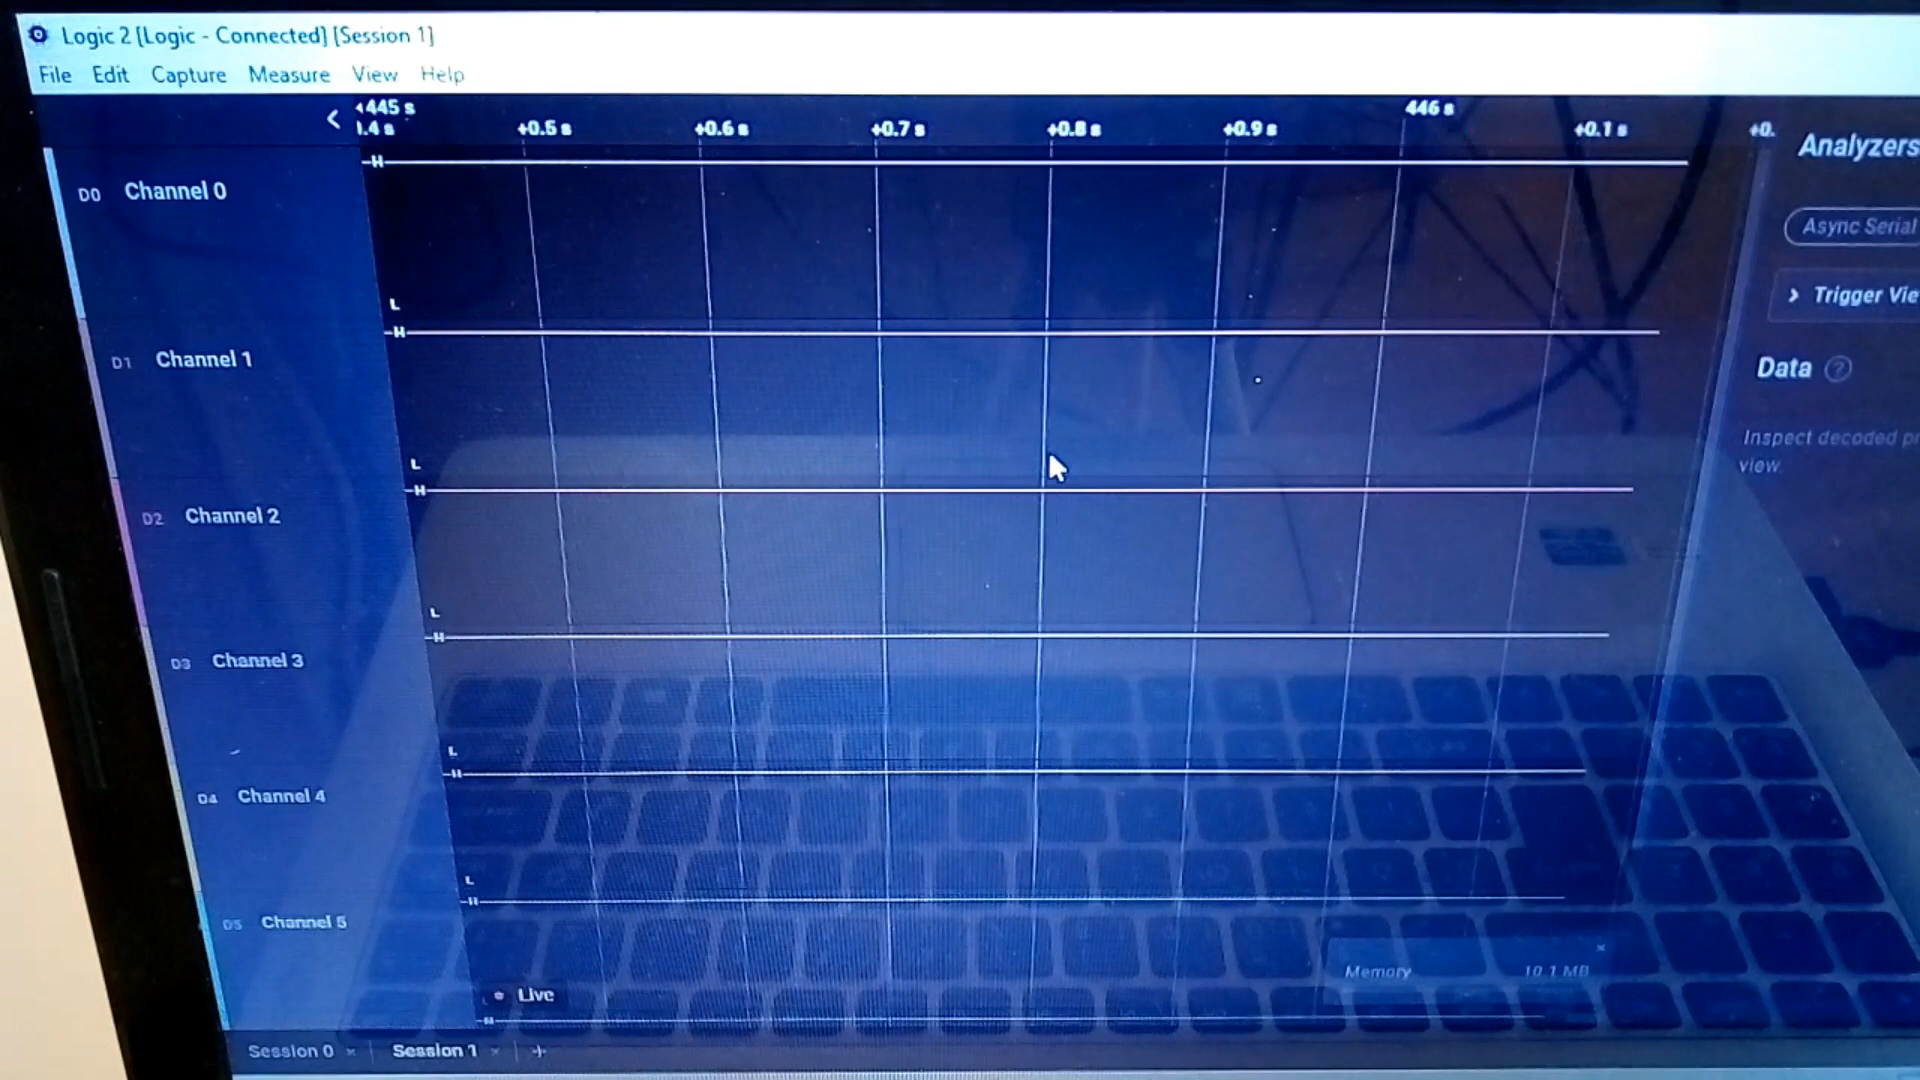 Logic 2 [Logic - Connected] [Session 1]
File Edit Capture Measure View Help
445 s 446 s
+0.5 s +0.6 s +0.7 s +0.8 s +0.9 s +0.1 s +0.
Analyzers
D0 Channel 0 H
L
Async Serial
Trigger Vie
D1 Channel 1 H
L
Data ?
Inspect decoded pr
view.
D2 Channel 2 H
L
D3 Channel 3 H
L
D4 Channel 4 H
L
D5 Channel 5 H
Memory 10.1 MB
Live
H
Session 0 × Session 1 × +